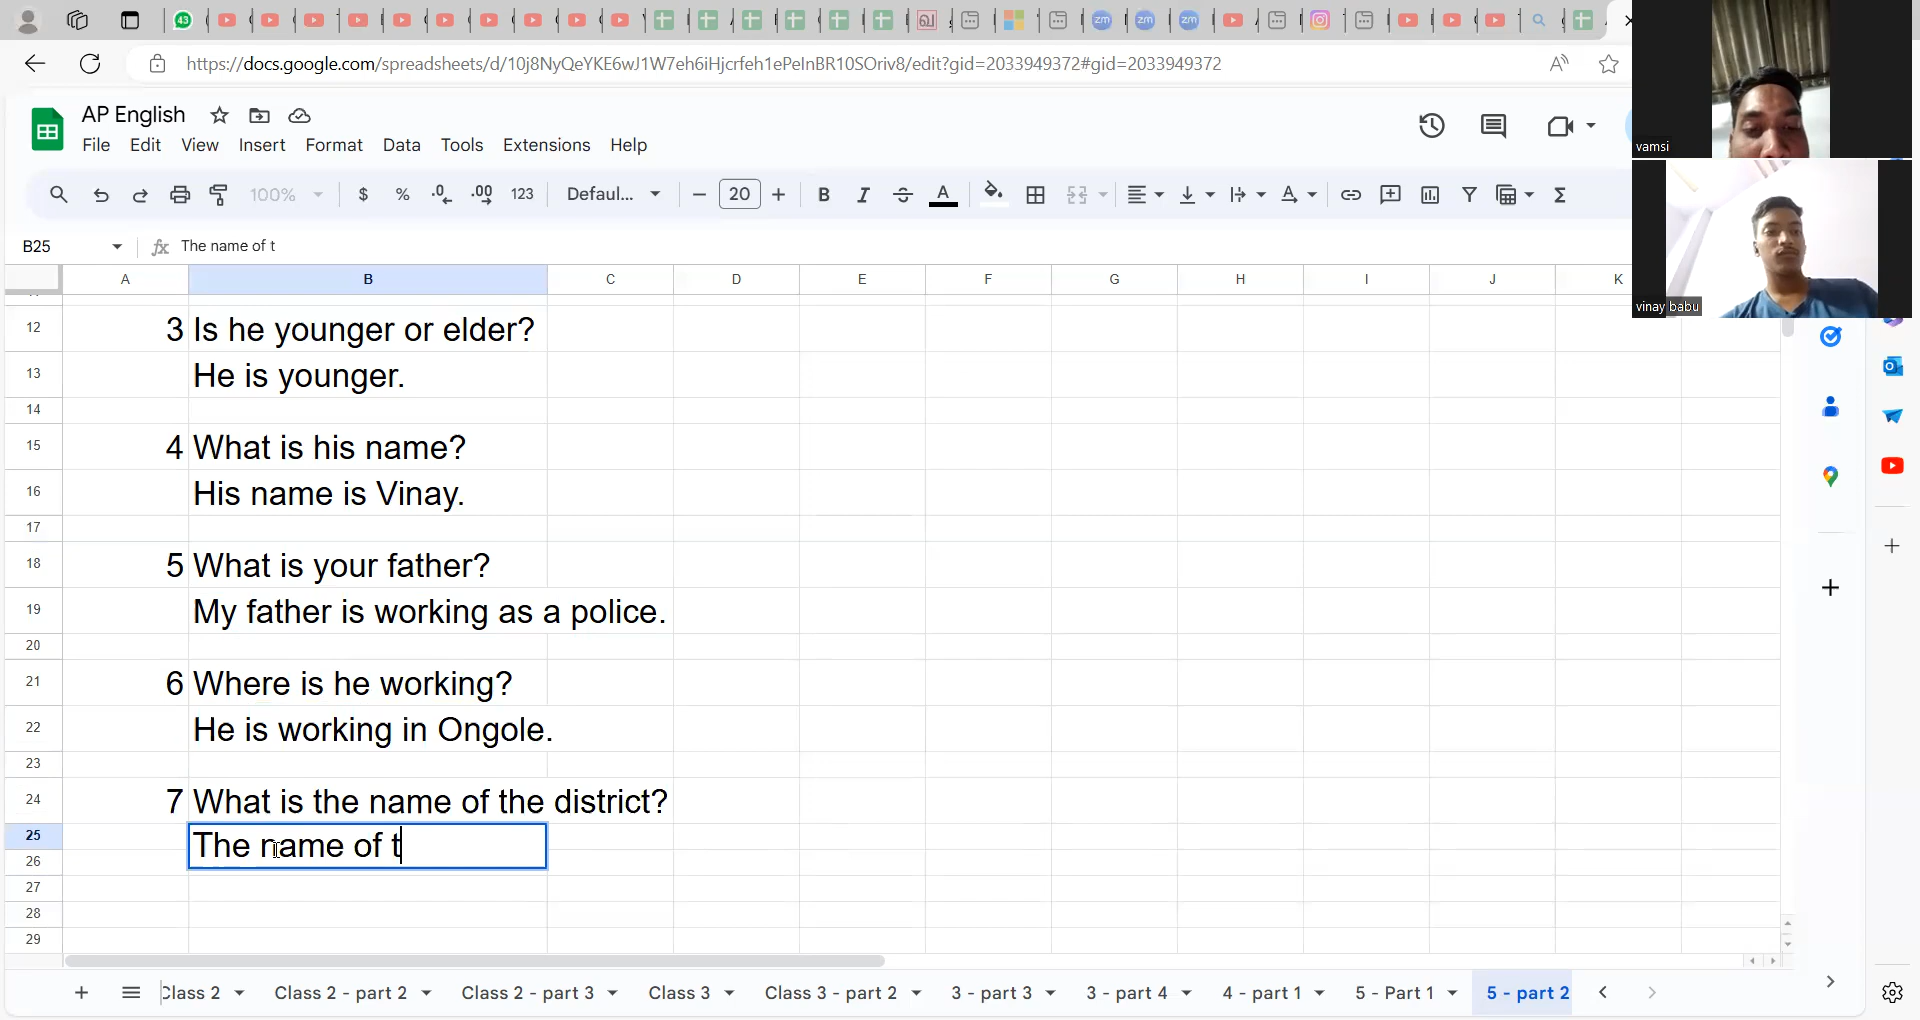 43
https://docs.google.com/spreadsheets/d/10j8NyQeYKE6wJ1W7eh6iHjcrfeh1ePeInBR10SOriv8/edit?gid=2033949372#gid=2033949372
AP English
File Edit View Insert Format Data Tools Extensions Help
100% $ % .0 .00 123 Defaul... 20 B I A
B25 fx The name of t
A B C D E F G H I J K
12 3 Is he younger or elder?
13 He is younger.
14
15 4 What is his name?
16 His name is Vinay.
17
18 5 What is your father?
19 My father is working as a police.
20
21 6 Where is he working?
22 He is working in Ongole.
23
24 7 What is the name of the district?
25 The name of t
26
27
28
29
Class 2 Class 2 - part 2 Class 2 - part 3 Class 3 Class 3 - part 2 3 - part 3 3 - part 4 4 - part 1 5 - Part 1 5 - part 2
vamsi
vinay babu